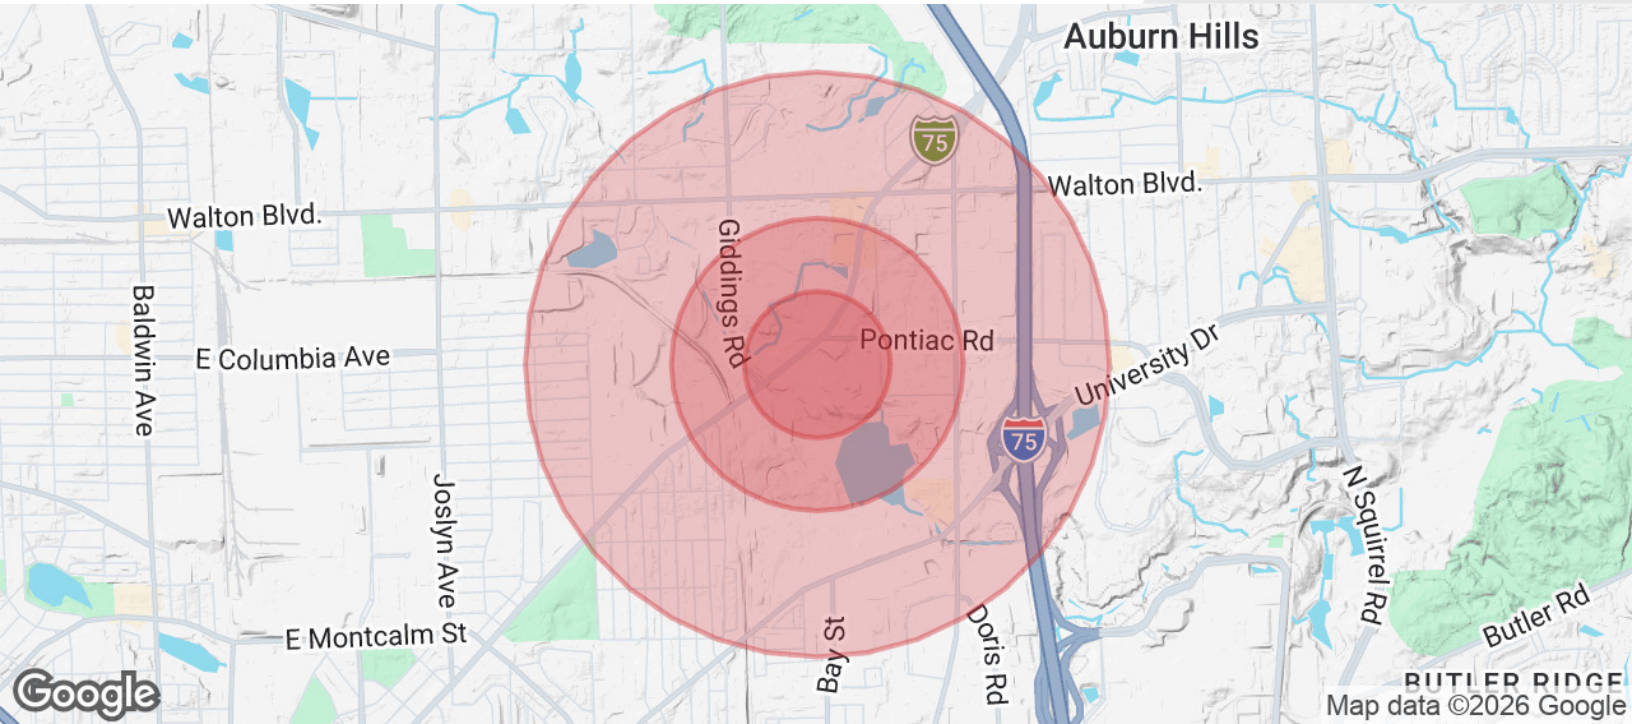 Auburn Hills
75
Walton Blvd.
Walton Blvd.
Giddings Rd
Baldwin Ave
E Columbia Ave
Pontiac Rd
University Dr
75
Joslyn Ave
N Squirrel Rd
E Montcalm St
Bay St
Doris Rd
Butler Rd
BUTLER RIDGE
Google
Map data ©2026 Google